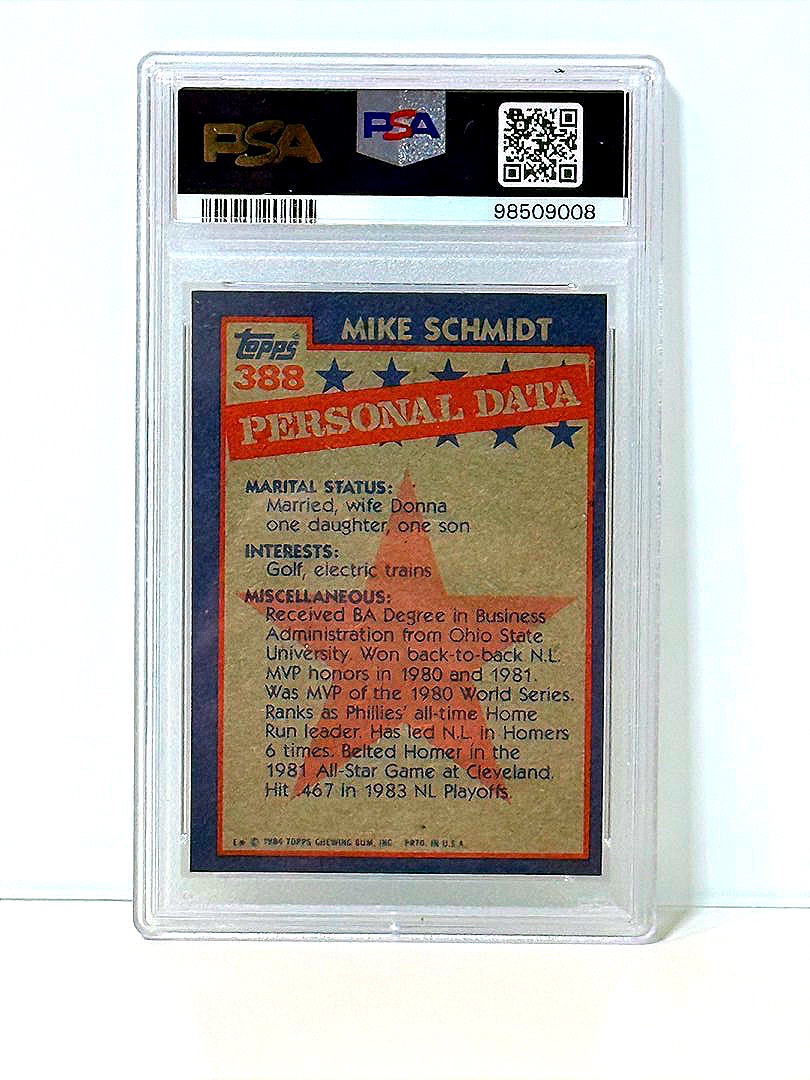 PSA PSA
98509008
MIKE SCHMIDT
Topps
388
PERSONAL DATA
MARITAL STATUS:
Married, wife Donna
one daughter, one son
INTERESTS:
Golf, electric trains
MISCELLANEOUS:
Received BA Degree in Business
Administration from Ohio State
University. Won back-to-back N.L.
MVP honors in 1980 and 1981.
Was MVP of the 1980 World Series.
Ranks as Phillies' all-time Home
Run leader. Has led N.L. in Homers
6 times. Belted Homer in the
1981 All-Star Game at Cleveland.
Hit .467 in 1983 NL Playoffs.
E* © 1984 TOPPS CHEWING GUM, INC. PRTD. IN U.S.A.